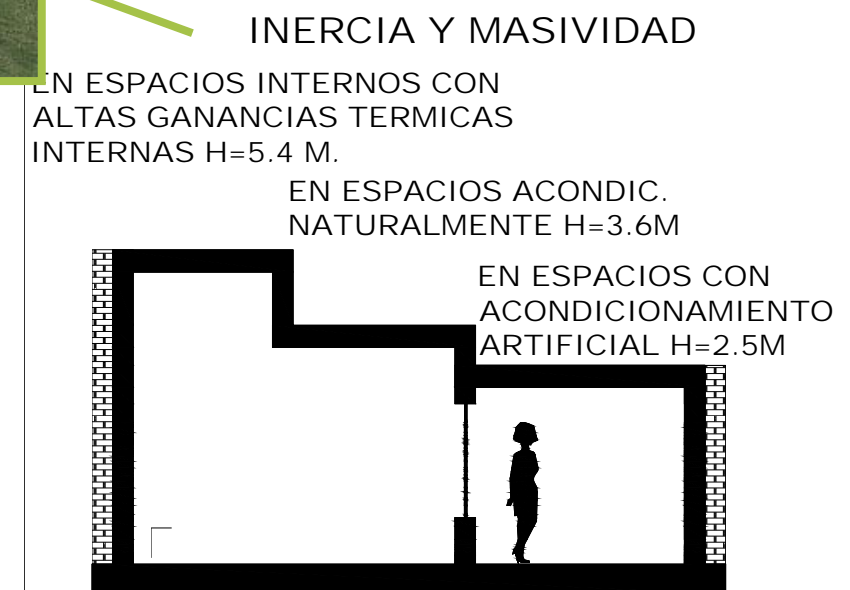 INERCIA Y MASIVIDAD
EN ESPACIOS INTERNOS CON
ALTAS GANANCIAS TERMICAS
INTERNAS H=5.4 M.
EN ESPACIOS ACONDIC.
NATURALMENTE H=3.6M
EN ESPACIOS CON
ACONDICIONAMIENTO
ARTIFICIAL H=2.5M